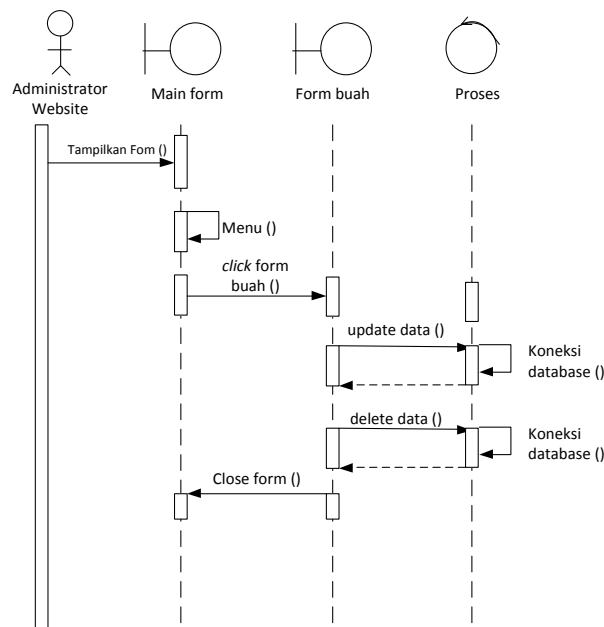 Administrator
Website
Main form
Form buah
Proses
Tampilkan Fom ()
Menu ()
click form
buah ()
update data ()
Koneksi
database ()
delete data ()
Koneksi
database ()
Close form ()